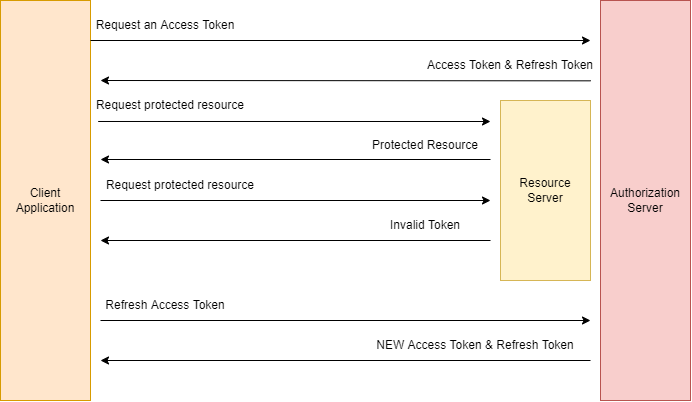 Request an Access Token
Access Token & Refresh Token
Request protected resource
Protected Resource
Client
Application
Request protected resource
Resource
Server
Authorization
Server
Invalid Token
Refresh Access Token
NEW Access Token & Refresh Token